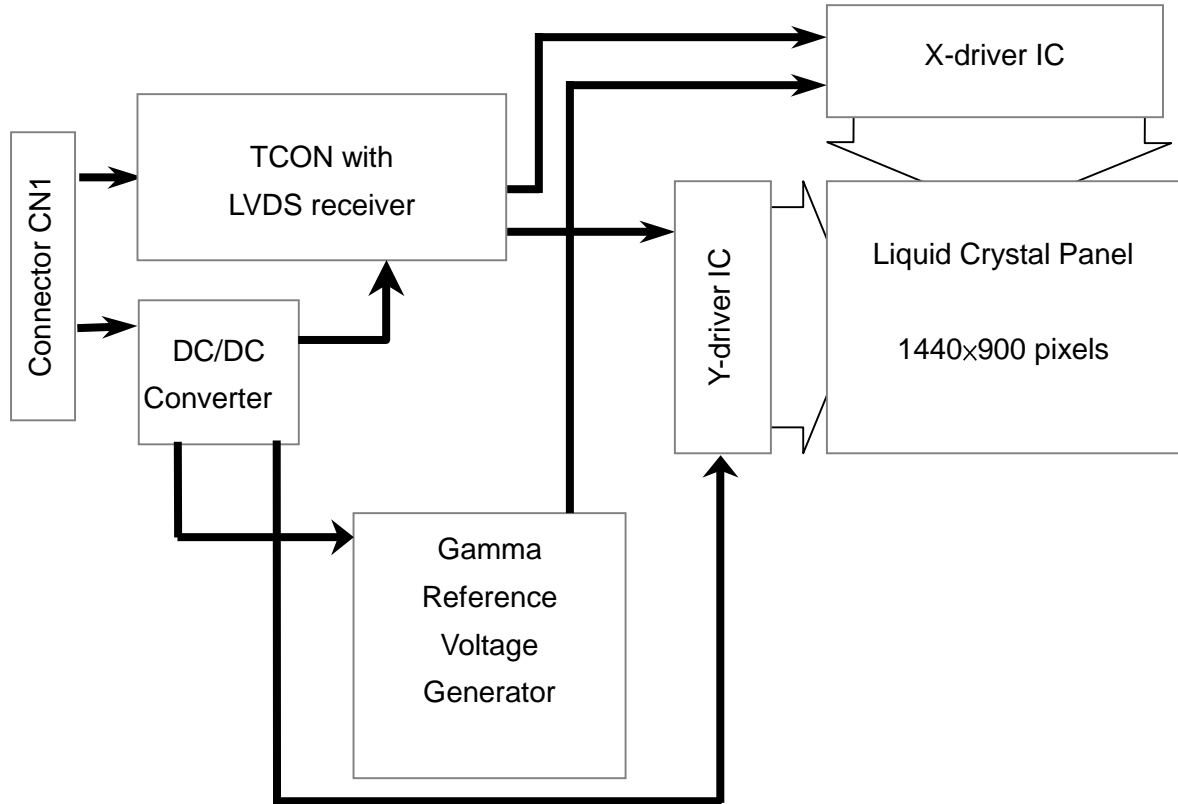 X-driver IC
TCON with
LVDS receiver
Connector CN1
Y-driver IC
Liquid Crystal Panel
1440×900 pixels
DC/DC
Converter
Gamma
Reference
Voltage
Generator